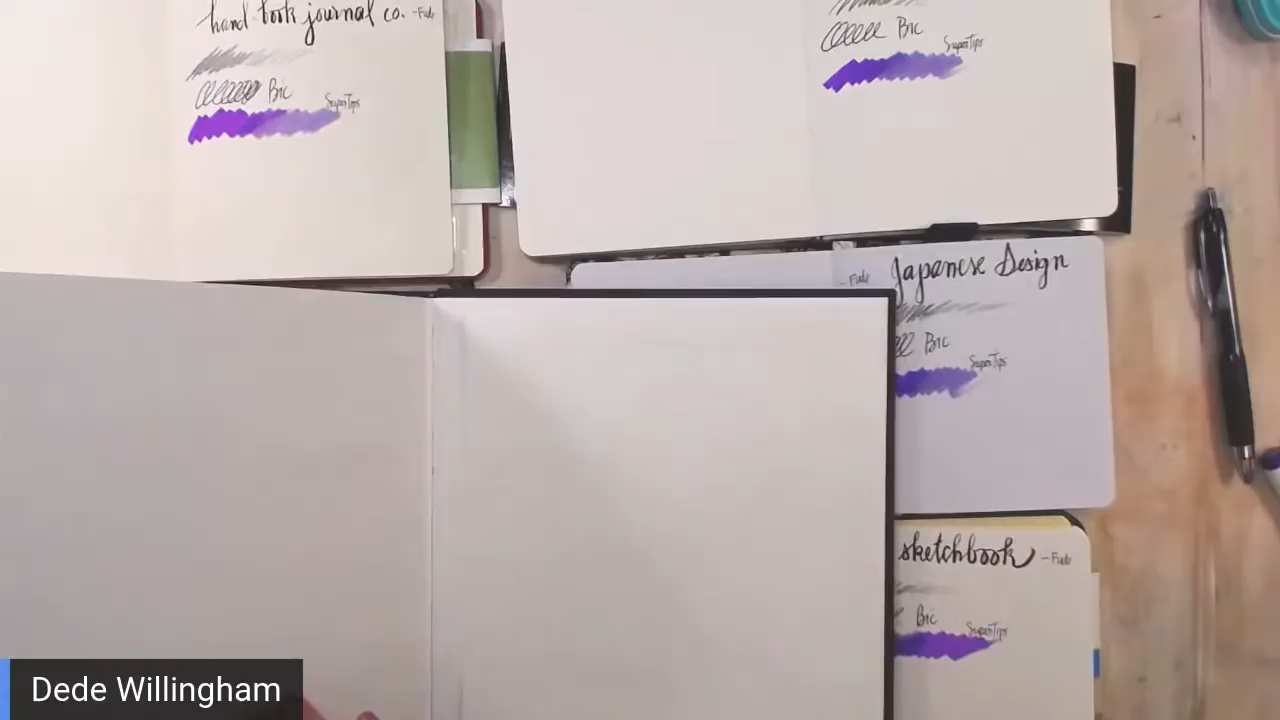 hand book journal co. -Fude
Bic
SuperTips
Bic
SuperTips
- Fude Japanese Design
Bic
SuperTips
sketchbook - Fude
Bic
SuperTips
Dede Willingham